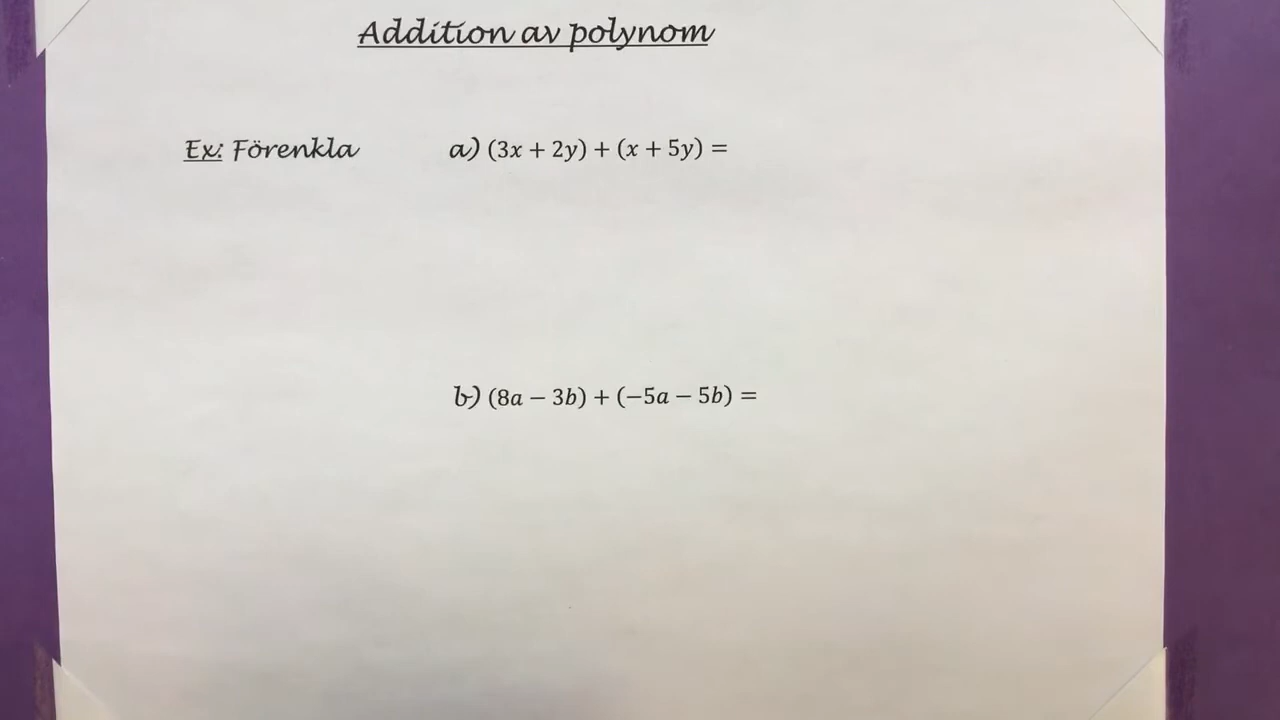 Addition av polynom
Ex: Förenkla a) (3x + 2y) + (x + 5y) =
b) (8a − 3b) + (−5a − 5b) =